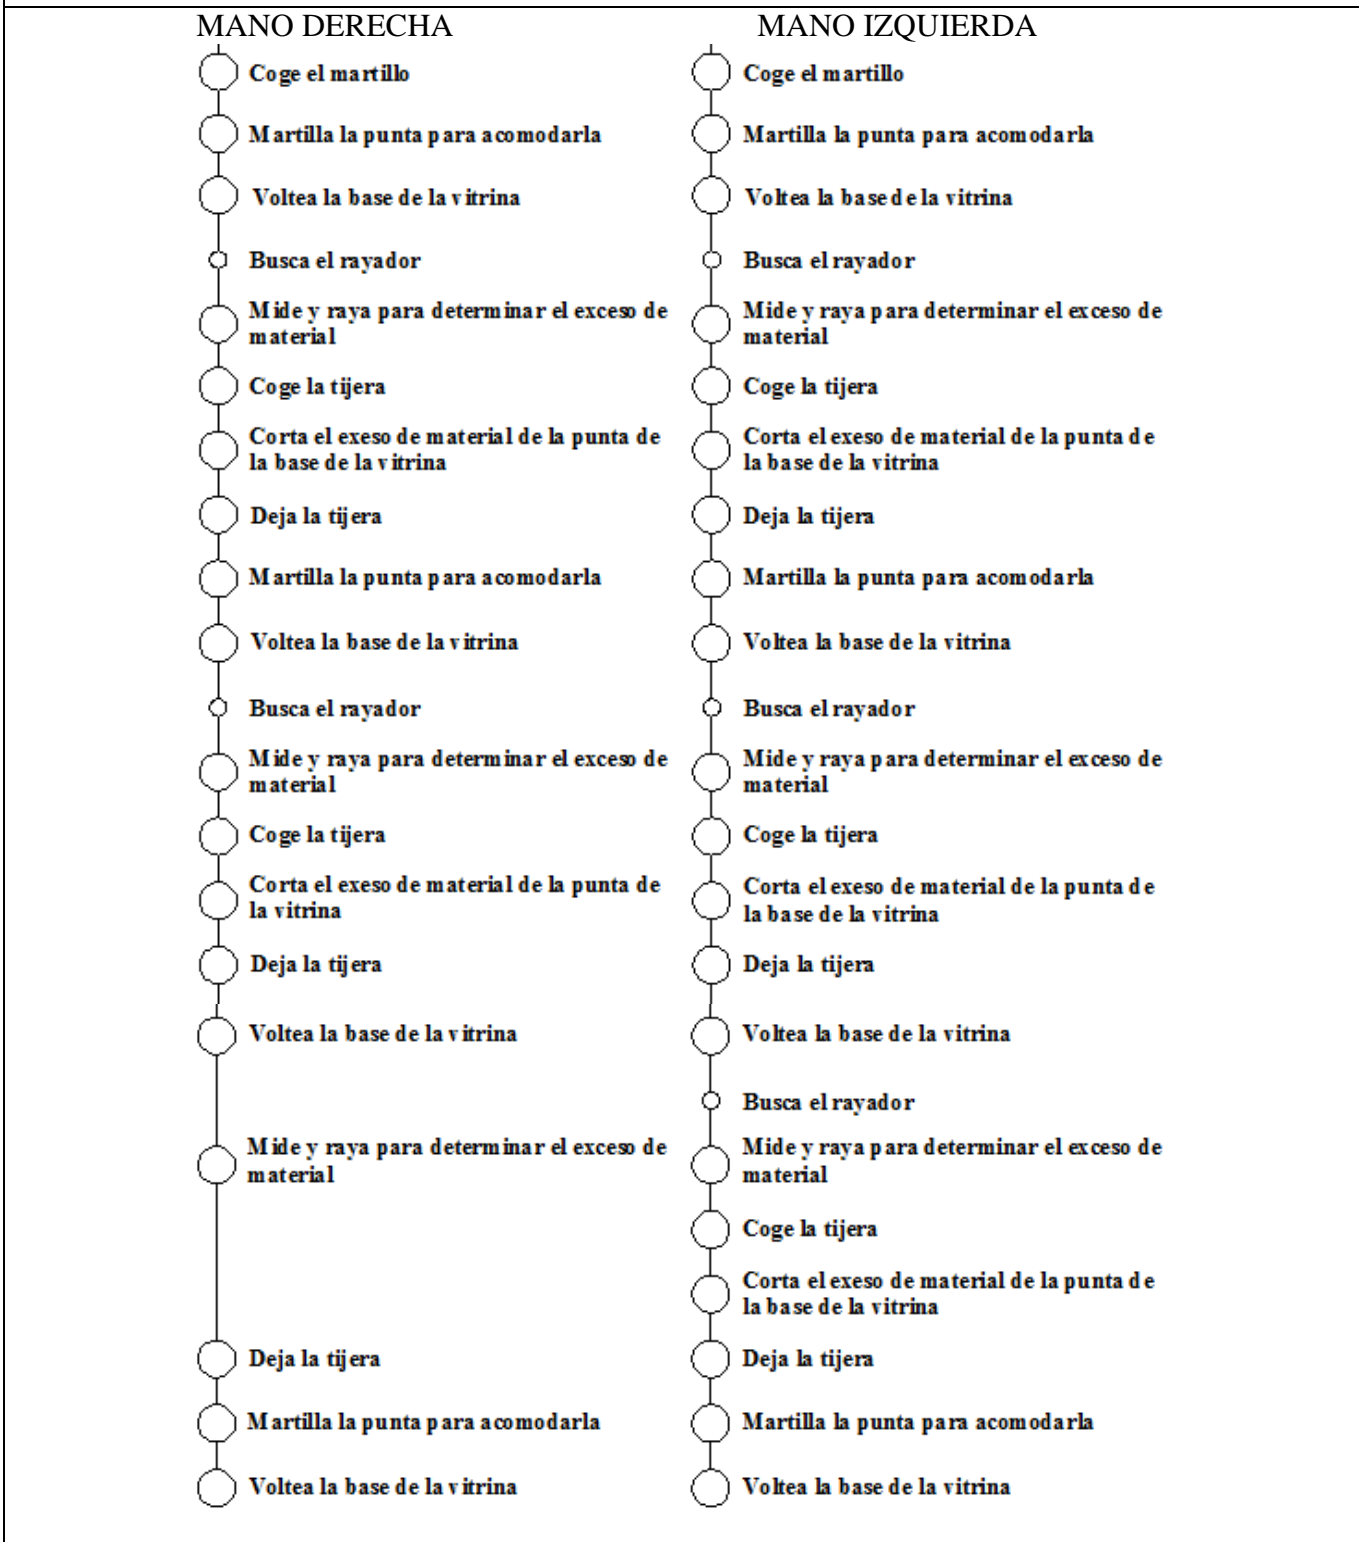 MANO DERECHA
Coge el martillo
Martilla la punta para acomodarla
Voltea la base de la vitrina
Busca el rayador
Mide y raya para determinar el exceso de
material
Coge la tijera
Corta el exeso de material de la punta de
la base de la vitrina
Deja la tijera
Martilla la punta para acomodarla
Voltea la base de la vitrina
Busca el rayador
Mide y raya para determinar el exceso de
material
Coge la tijera
Corta el exeso de material de la punta de
la vitrina
Deja la tijera
Voltea la base de la vitrina
Mide y raya para determinar el exceso de
material
Deja la tijera
Martilla la punta para acomodarla
Voltea la base de la vitrina
MANO IZQUIERDA
Coge el martillo
Martilla la punta para acomodarla
Voltea la base de la vitrina
Busca el rayador
Mide y raya para determinar el exceso de
material
Coge la tijera
Corta el exeso de material de la punta de
la base de la vitrina
Deja la tijera
Martilla la punta para acomodarla
Voltea la base de la vitrina
Busca el rayador
Mide y raya para determinar el exceso de
material
Coge la tijera
Corta el exeso de material de la punta de
la base de la vitrina
Deja la tijera
Voltea la base de la vitrina
Busca el rayador
Mide y raya para determinar el exceso de
material
Coge la tijera
Corta el exeso de material de la punta de
la base de la vitrina
Deja la tijera
Martilla la punta para acomodarla
Voltea la base de la vitrina